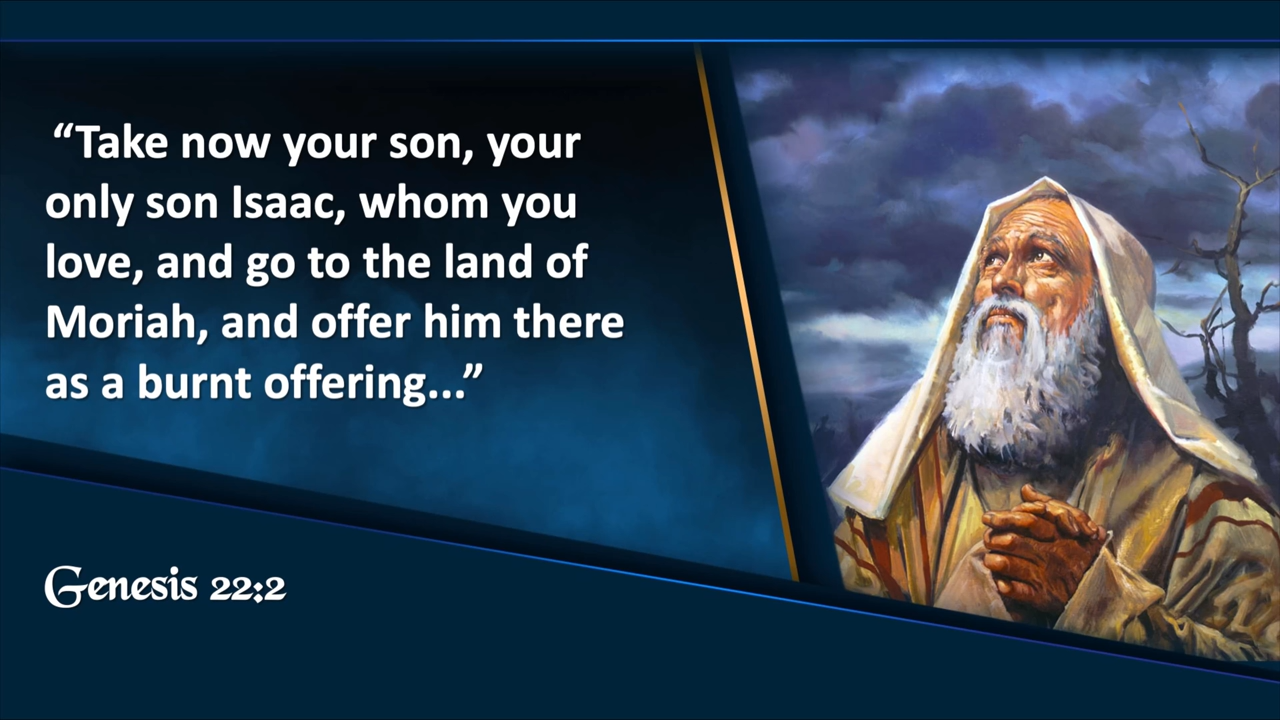 “Take now your son, your
only son Isaac, whom you
love, and go to the land of
Moriah, and offer him there
as a burnt offering...”
Genesis 22:2